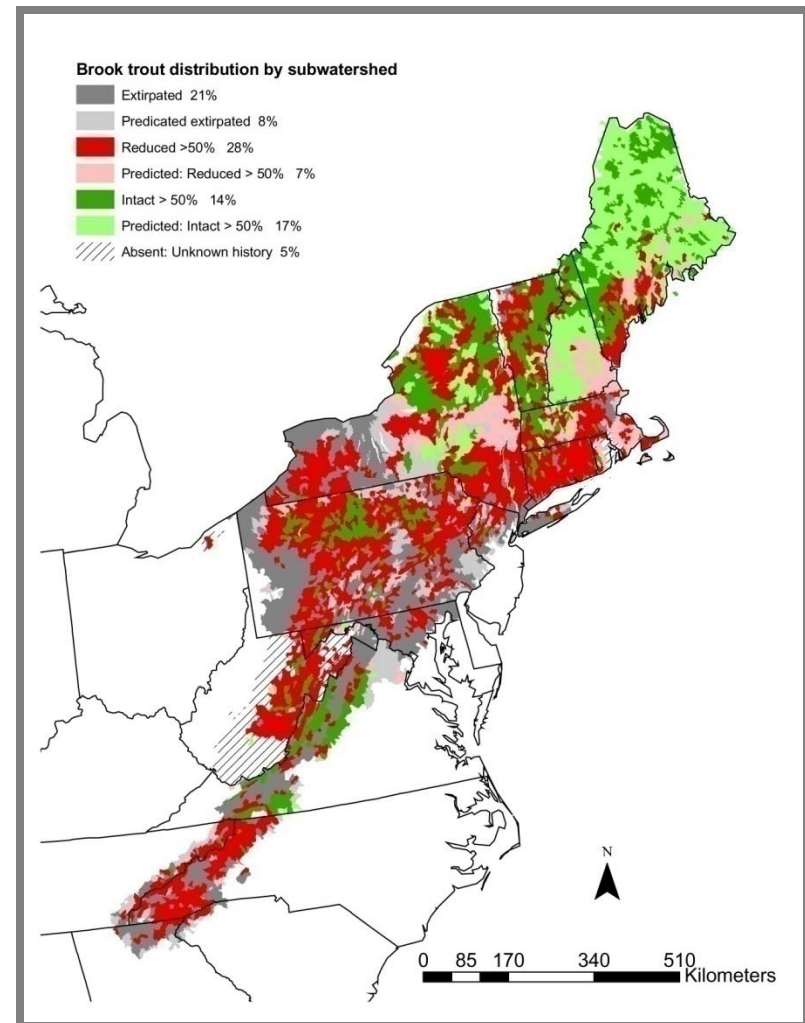 Brook trout distribution by subwatershed
Extirpated 21%
Predicated extirpated 8%
Reduced >50% 28%
Predicted: Reduced > 50% 7%
Intact > 50% 14%
Predicted: Intact > 50% 17%
Absent: Unknown history 5%
N
0 85 170 340 510
Kilometers